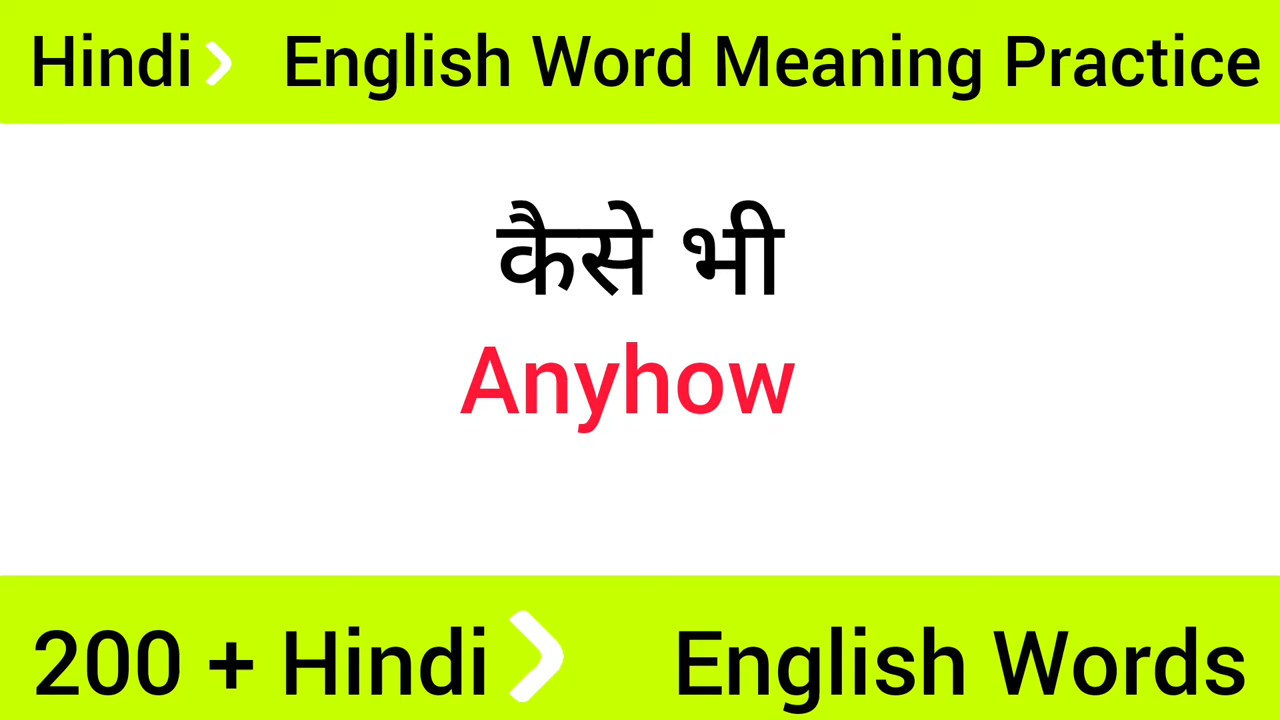 Hindi > English Word Meaning Practice
कैसे भी
Anyhow
200 + Hindi > English Words